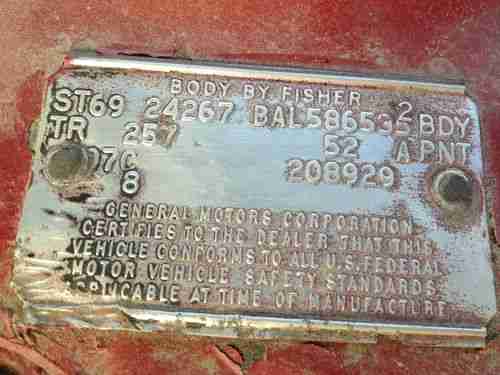 BODY BY FISHER
ST69 24267 BAL586535 2 BDY
TR 257 52 A PNT
07C 208929
8
GENERAL MOTORS CORPORATION
CERTIFIES TO THE DEALER THAT THIS
VEHICLE CONFORMS TO ALL U.S. FEDERAL
MOTOR VEHICLE SAFETY STANDARDS
APPLICABLE AT TIME OF MANUFACTURE